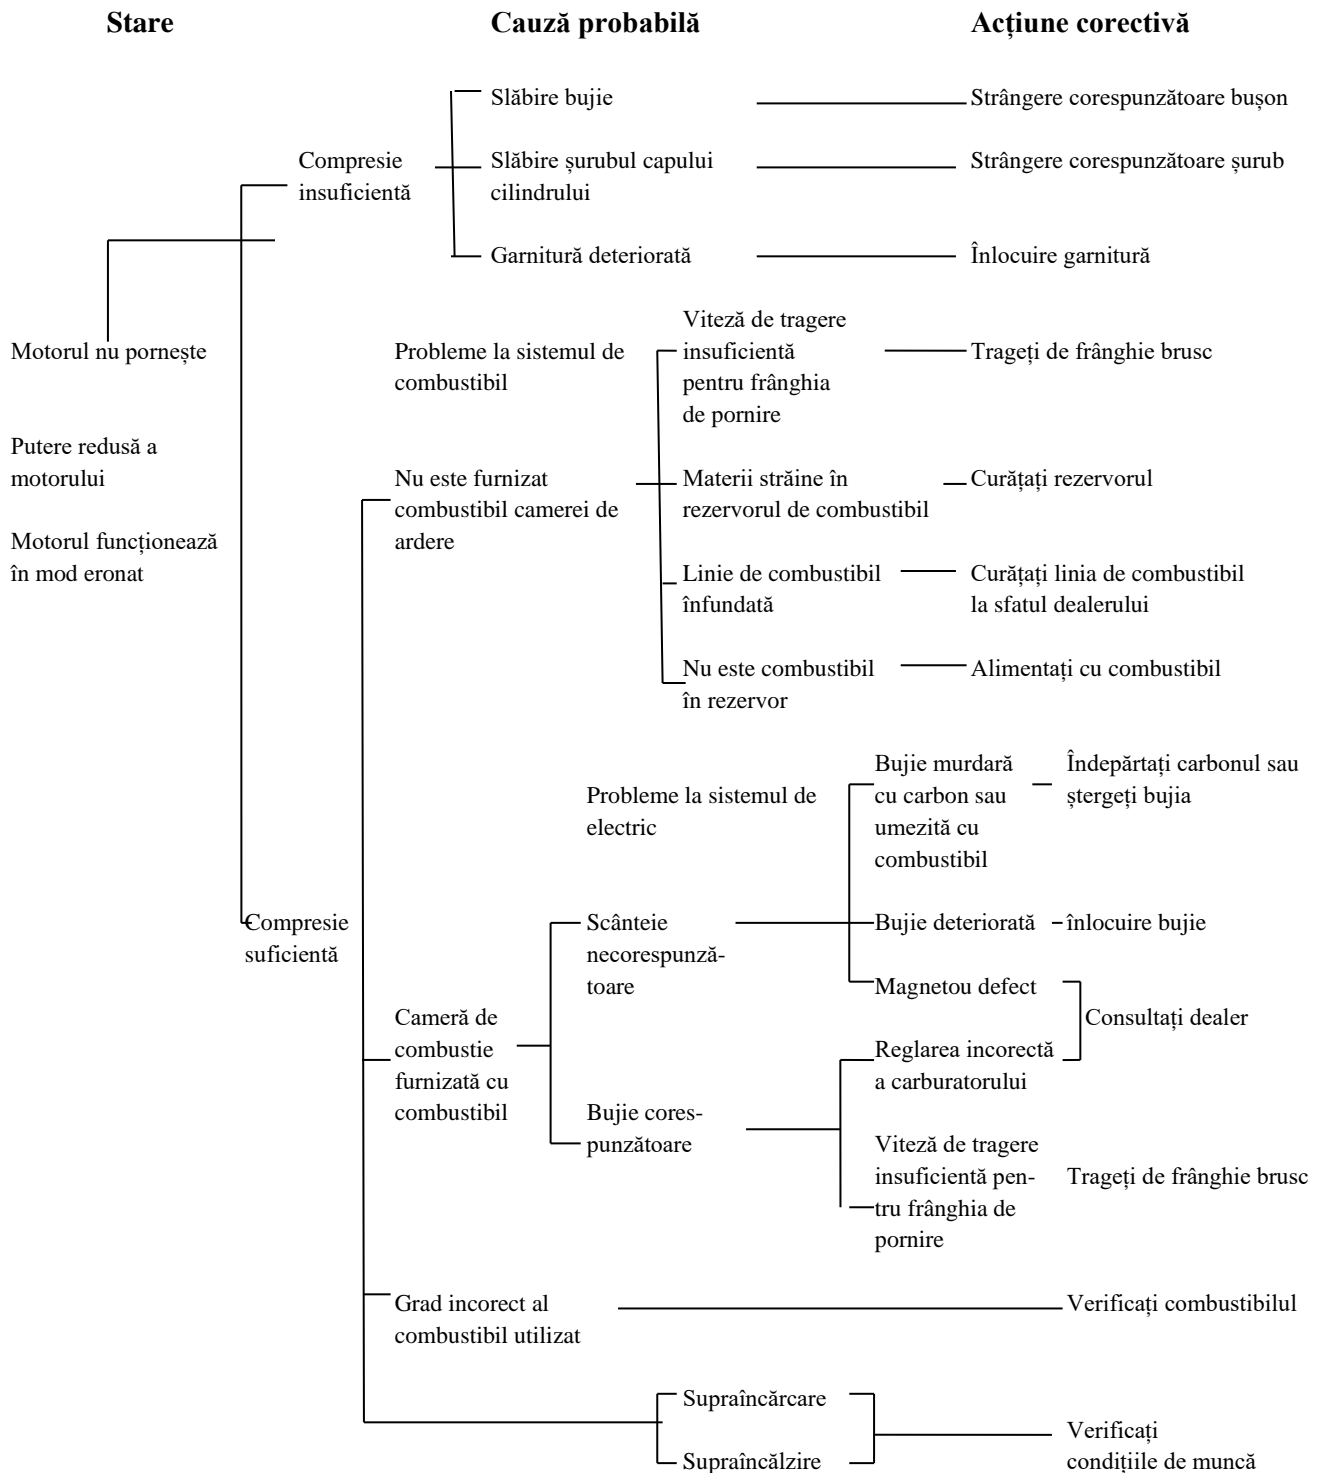 Stare
Cauză probabilă
Acțiune corectivă
Slăbire bujie
Strângere corespunzătoare bușon
Compresie
insuficientă
Slăbire șurubul capului
cilindrului
Strângere corespunzătoare șurub
Garnitură deteriorată
Înlocuire garnitură
Motorul nu pornește
Putere redusă a
motorului
Motorul funcționează
în mod eronat
Probleme la sistemul de
combustibil
Viteză de tragere
insuficientă
pentru frânghia
de pornire
Trageți de frânghie brusc
Nu este furnizat
combustibil camerei de
ardere
Materii străine în
rezervorul de combustibil
Curățați rezervorul
Linie de combustibil
înfundată
Curățați linia de combustibil
la sfatul dealerului
Nu este combustibil
în rezervor
Alimentați cu combustibil
Probleme la sistemul de
electric
Bujie murdară
cu carbon sau
umezită cu
combustibil
Îndepărtați carbonul sau
ștergeți bujia
Compresie
suficientă
Scânteie
necorespunză-
toare
Bujie deteriorată
înlocuire bujie
Magnetou defect
Consultați dealer
Cameră de
combustie
furnizată cu
combustibil
Reglarea incorectă
a carburatorului
Bujie cores-
punzătoare
Viteză de tragere
insuficientă pen-
tru frânghia de
pornire
Trageți de frânghie brusc
Grad incorect al
combustibil utilizat
Verificați combustibilul
Supraîncărcare
Supraîncălzire
Verificați
condițiile de muncă